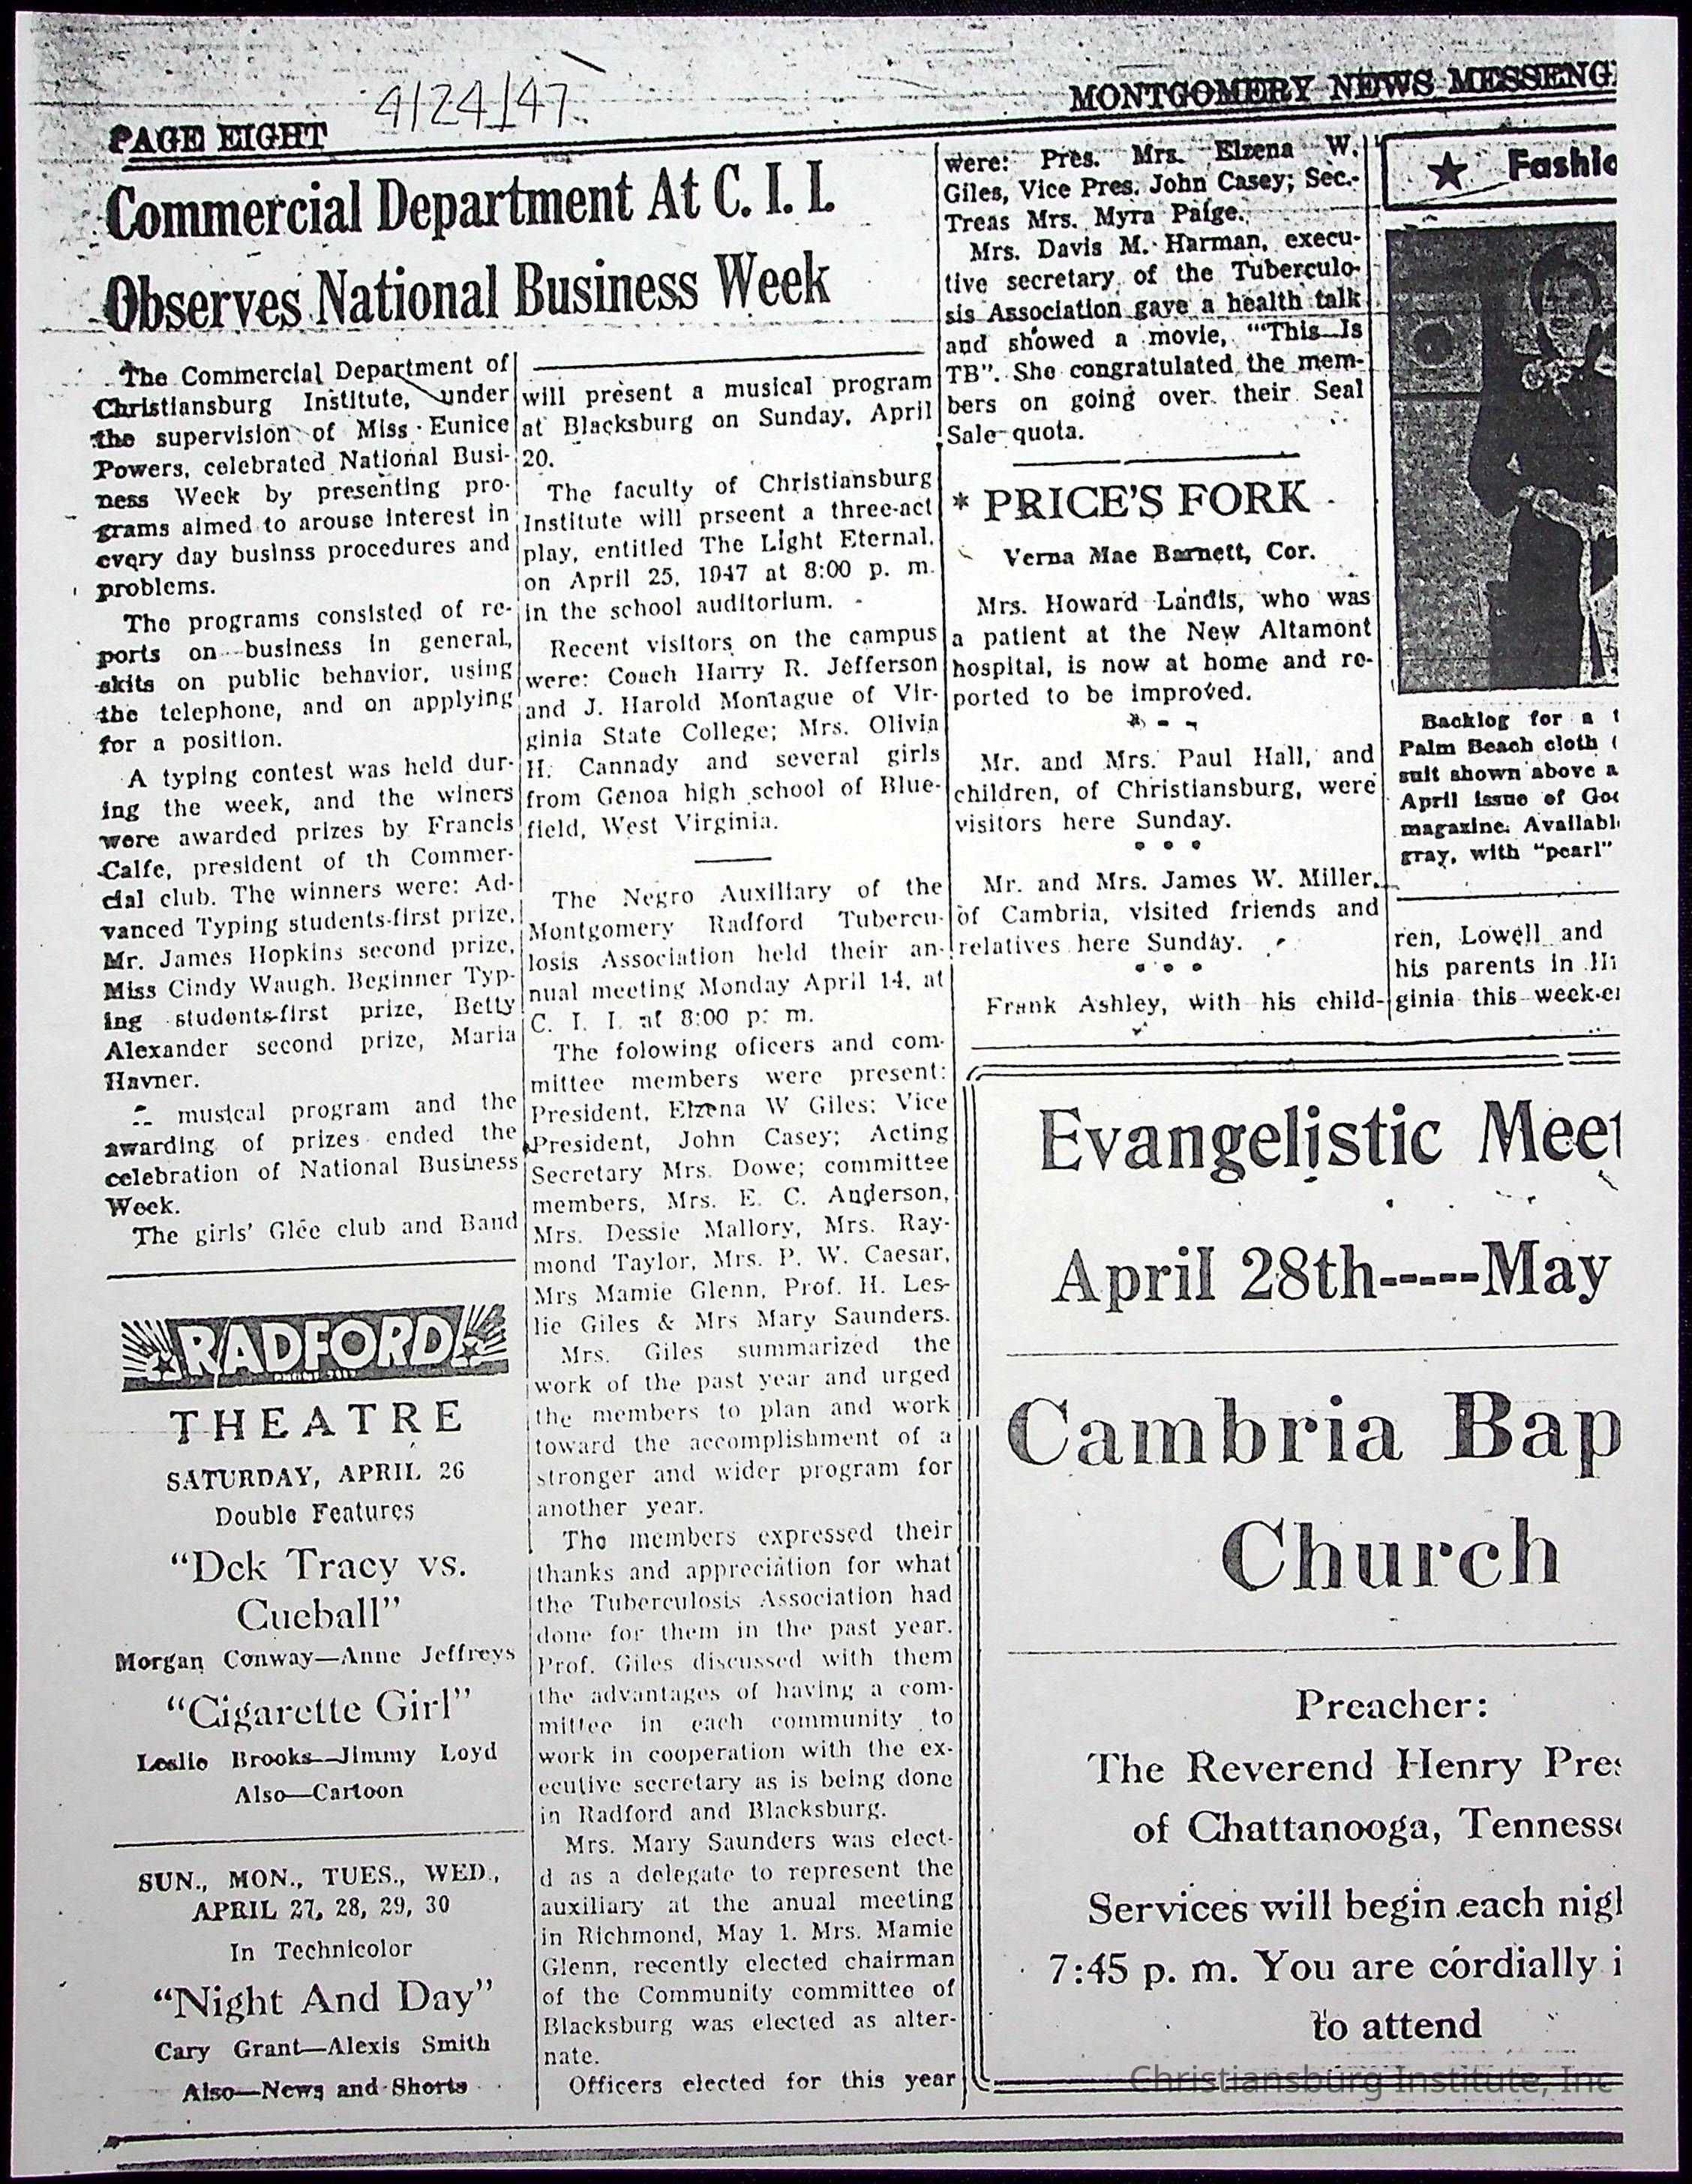 4/24/47
PAGE EIGHT
MONTGOMERY NEWS MESSENG
Commercial Department At C. I. I.
Observes National Business Week
The Commercial Department of
Christiansburg Institute, under
the supervision of Miss Eunice
Powers, celebrated National Busi-
ness Week by presenting pro-
grams aimed to arouse interest in
every day businss procedures and
problems.
The programs consisted of re-
ports on business in general,
skits on public behavior, using
the telephone, and on applying
for a position.
A typing contest was held dur-
ing the week, and the winers
were awarded prizes by Francis
Calfe, president of th Commer-
cial club. The winners were: Ad-
vanced Typing students-first prize,
Mr. James Hopkins second prize,
Miss Cindy Waugh. Beginner Typ-
ing students-first prize, Betty
Alexander second prize, Maria
Havner.
musical program and the
awarding of prizes ended the
celebration of National Business
Week.
The girls' Glee club and Band
will present a musical program
at Blacksburg on Sunday, April
20.
The faculty of Christiansburg
Institute will prseent a three-act
play, entitled The Light Eternal,
on April 25, 1947 at 8:00 p. m.
in the school auditorium.
Recent visitors on the campus
were: Coach Harry R. Jefferson
and J. Harold Montague of Vir-
ginia State College; Mrs. Olivia
H. Cannady and several girls
from Genoa high school of Blue-
field, West Virginia.
The Negro Auxiliary of the
Montgomery Radford Tubercu-
losis Association held their an-
nual meeting Monday April 14, at
C. I. I. at 8:00 p. m.
The folowing oficers and com-
mittee members were present:
President, Elzena W Giles; Vice
President, John Casey; Acting
Secretary Mrs. Dowe; committee
members, Mrs. E. C. Anderson,
Mrs. Dessie Mallory, Mrs. Ray-
mond Taylor, Mrs. P. W. Caesar,
Mrs Mamie Glenn, Prof. H. Les-
lie Giles & Mrs Mary Saunders.
Mrs. Giles summarized the
work of the past year and urged
the members to plan and work
toward the accomplishment of a
stronger and wider program for
another year.
The members expressed their
thanks and appreciation for what
the Tuberculosis Association had
done for them in the past year.
Prof. Giles discussed with them
the advantages of having a com-
mittee in each community to
work in cooperation with the ex-
ecutive secretary as is being done
in Radford and Blacksburg.
Mrs. Mary Saunders was elect-
d as a delegate to represent the
auxiliary at the anual meeting
in Richmond, May 1. Mrs. Mamie
Glenn, recently elected chairman
of the Community committee of
Blacksburg was elected as alter-
nate.
Officers elected for this year
were: Pres. Mrs. Elzena W.
Giles, Vice Pres. John Casey; Sec.-
Treas Mrs. Myra Paige.
Mrs. Davis M. Harman, execu-
tive secretary of the Tuberculo-
sis Association gave a health talk
and showed a movie, "'This Is
TB". She congratulated the mem-
bers on going over their Seal
Sale quota.
* PRICE'S FORK
Verna Mae Barnett, Cor.
Mrs. Howard Landis, who was
a patient at the New Altamont
hospital, is now at home and re-
ported to be improved.
Mr. and Mrs. Paul Hall, and
children, of Christiansburg, were
visitors here Sunday.
Mr. and Mrs. James W. Miller,
of Cambria, visited friends and
relatives here Sunday.
Frank Ashley, with his child-
★ Fashio
Backlog for a t
Palm Beach cloth (
suit shown above a
April issue of Goo
magazine. Availabl
gray, with "pearl"
ren, Lowell and
his parents in
ginia this week-e
RADFORD
THEATRE
SATURDAY, APRIL 26
Double Features
"Dck Tracy vs.
Cueball"
Morgan Conway—Anne Jeffreys
"Cigarette Girl"
Leslie Brooks—Jimmy Loyd
Also—Cartoon
SUN., MON., TUES., WED.,
APRIL 27, 28, 29, 30
In Technicolor
"Night And Day"
Cary Grant—Alexis Smith
Also—News and Shorts
Evangelistic Meet
April 28th-----May
Cambria Bap
Church
Preacher:
The Reverend Henry Pres
of Chattanooga, Tennesse
Services will begin each nigh
7:45 p. m. You are cordially i
to attend
Christiansburg Institute, Inc